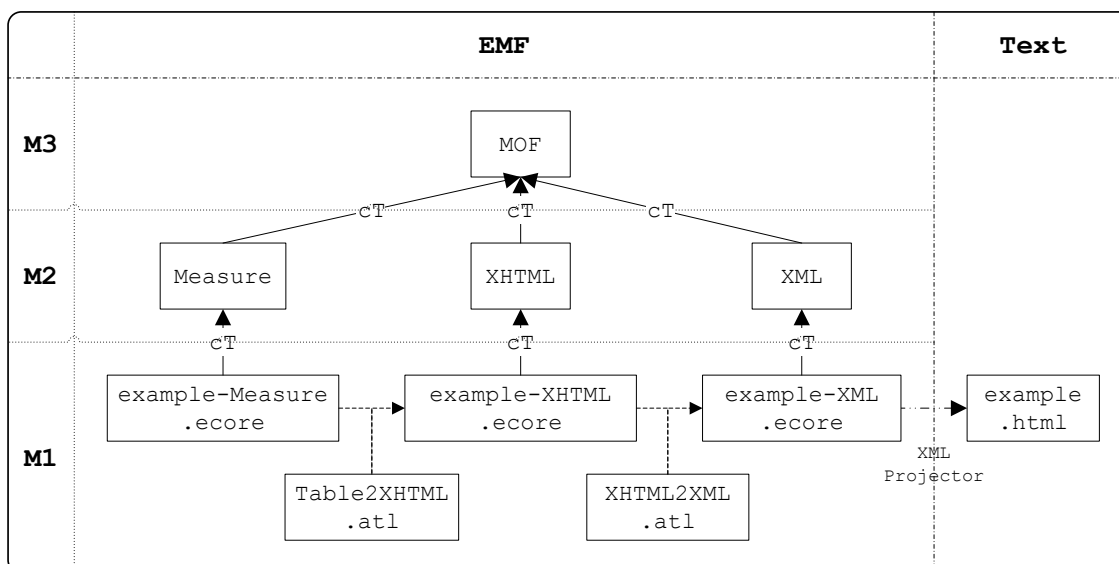 EMF
Text
M3
MOF
cT
cT
cT
M2
Measure
XHTML
XML
cT
cT
cT
M1
example-Measure
.ecore
example-XHTML
.ecore
example-XML
.ecore
example
.html
XML
Projector
Table2XHTML
.atl
XHTML2XML
.atl